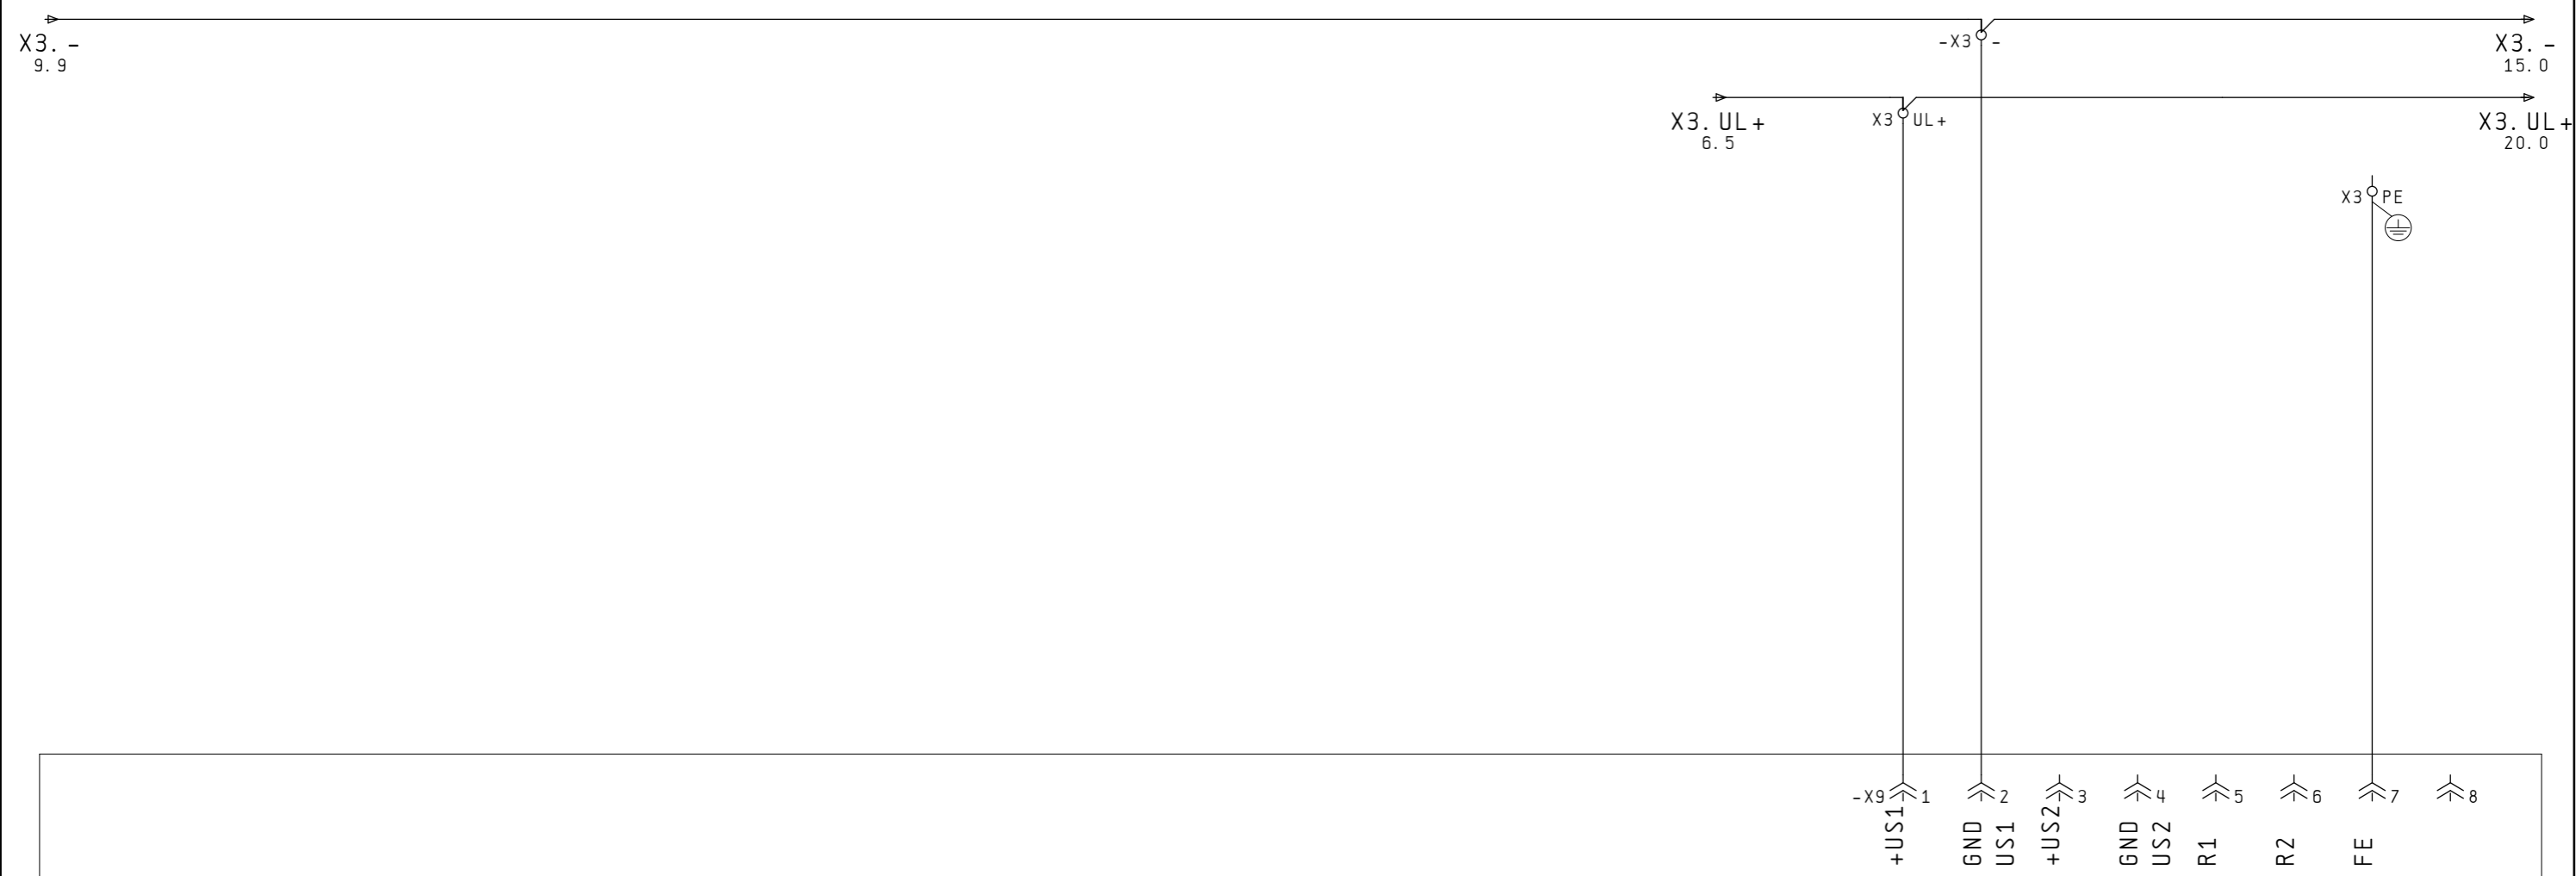 X3.-
9.9
-X3 -
X3.-
15.0
X3.UL+
6.5
X3 UL+
X3.UL+
20.0
X3 PE
-X9 1 2 3 4 5 6 7 8
+US1
GND
US1
+US2
GND
US2
R1
R2
FE